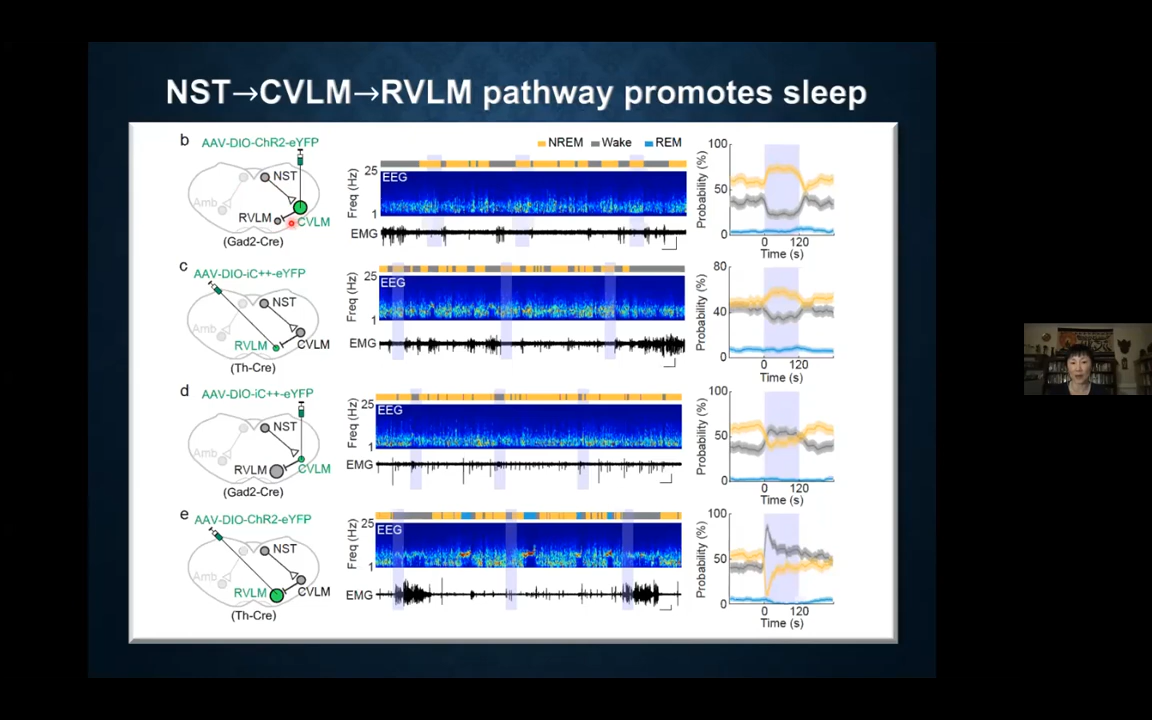 NST→CVLM→RVLM pathway promotes sleep
b
AAV-DIO-ChR2-eYFP
NST
Amb
RVLM
CVLM
(Gad2-Cre)
NREM Wake REM
25
EEG
Freq (Hz)
1
EMG
100
Probability (%)
50
0
0 120
Time (s)
c
AAV-DIO-iC++-eYFP
NST
Amb
RVLM
CVLM
(Th-Cre)
25
EEG
Freq (Hz)
1
EMG
80
Probability (%)
40
0
0 120
Time (s)
d
AAV-DIO-iC++-eYFP
NST
Amb
RVLM
CVLM
(Gad2-Cre)
25
EEG
Freq (Hz)
1
EMG
100
Probability (%)
50
0
0 120
Time (s)
e
AAV-DIO-ChR2-eYFP
NST
Amb
RVLM
CVLM
(Th-Cre)
25
EEG
Freq (Hz)
1
EMG
100
Probability (%)
50
0
0 120
Time (s)